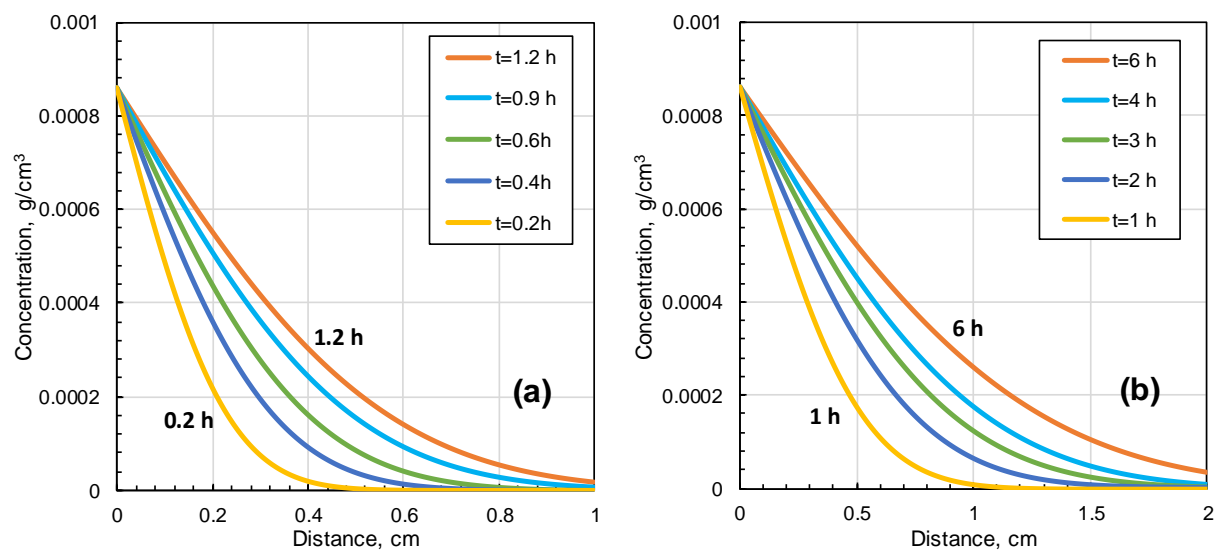 0.001
0.0008
0.0006
0.0004
0.0002
0
Concentration, g/cm³
t=1.2 h
t=0.9 h
t=0.6h
t=0.4h
t=0.2h
1.2 h
0.2 h
(a)
0 0.2 0.4 0.6 0.8 1
Distance, cm
0.001
0.0008
0.0006
0.0004
0.0002
0
Concentration, g/cm³
t=6 h
t=4 h
t=3 h
t=2 h
t=1 h
6 h
1 h
(b)
0 0.5 1 1.5 2
Distance, cm